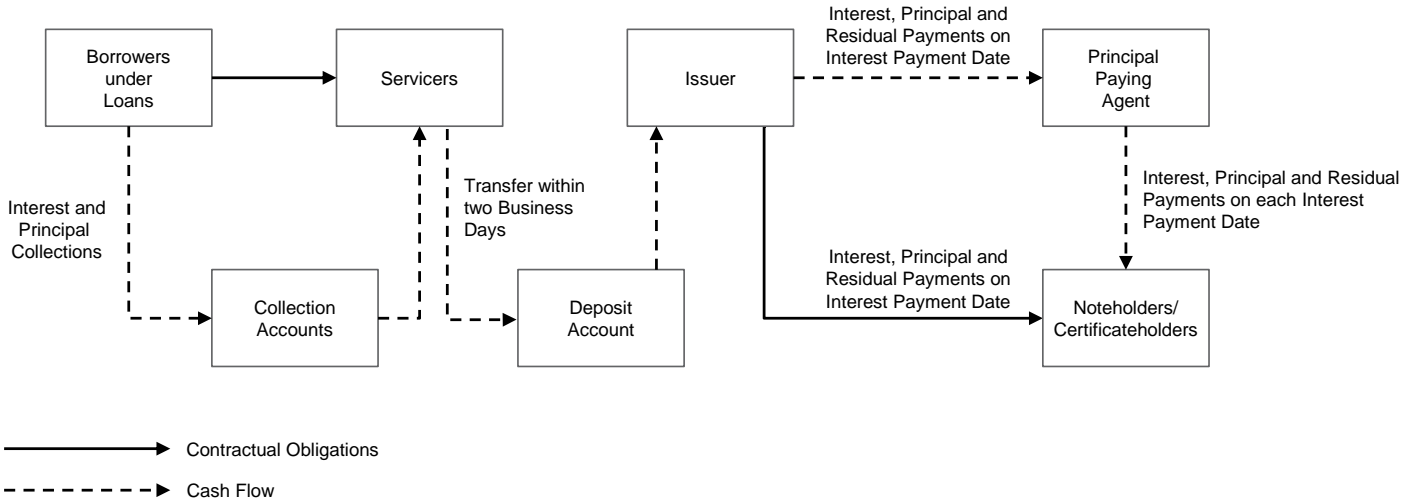 Interest, Principal and
Residual Payments on
Interest Payment Date
Borrowers
under
Loans
Servicers
Issuer
Principal
Paying
Agent
Interest and
Principal
Collections
Transfer within
two Business
Days
Interest, Principal and Residual
Payments on each Interest
Payment Date
Interest, Principal and
Residual Payments on
Interest Payment Date
Collection
Accounts
Deposit
Account
Noteholders/
Certificateholders
Contractual Obligations
Cash Flow